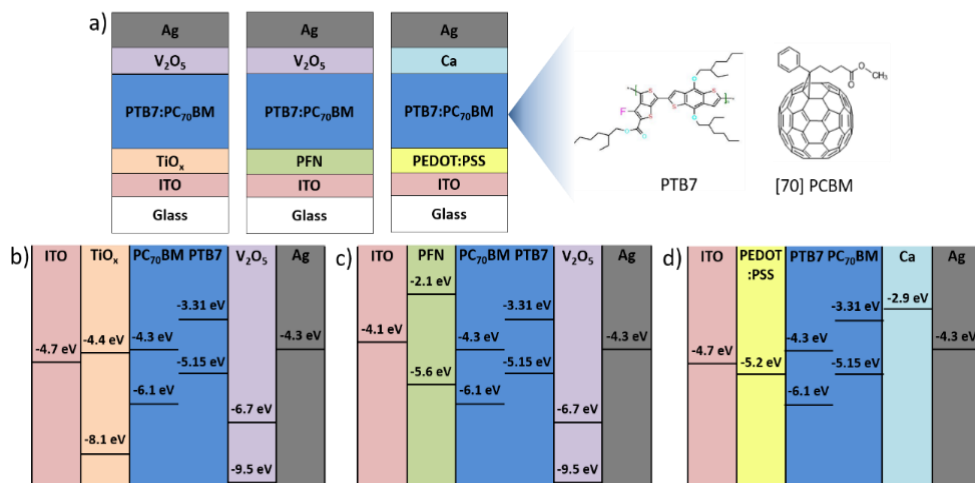 a)
Ag
V2O5
PTB7:PC70BM
TiOx
ITO
Glass
Ag
V2O5
PTB7:PC70BM
PFN
ITO
Glass
Ag
Ca
PTB7:PC70BM
PEDOT:PSS
ITO
Glass
F
S
S
S
S
O
O
O
O
PTB7
O
O
CH3
[70] PCBM
b)
ITO
TiOx
PC70BM PTB7
V2O5
Ag
-4.7 eV
-4.4 eV
-8.1 eV
-4.3 eV
-6.1 eV
-3.31 eV
-5.15 eV
-6.7 eV
-9.5 eV
-4.3 eV
c)
ITO
PFN
PC70BM PTB7
V2O5
Ag
-4.1 eV
-2.1 eV
-5.6 eV
-4.3 eV
-6.1 eV
-3.31 eV
-5.15 eV
-6.7 eV
-9.5 eV
-4.3 eV
d)
ITO
PEDOT
:PSS
PTB7 PC70BM
Ca
Ag
-4.7 eV
-5.2 eV
-4.3 eV
-6.1 eV
-3.31 eV
-5.15 eV
-2.9 eV
-4.3 eV